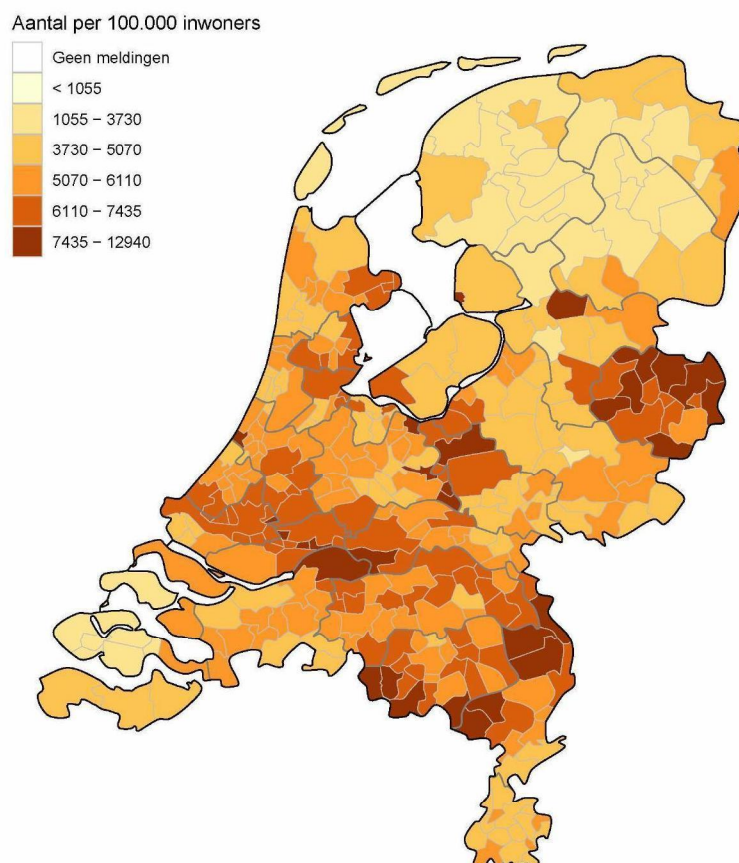 Aantal per 100.000 inwoners
Geen meldingen
< 1055
1055 – 3730
3730 – 5070
5070 – 6110
6110 – 7435
7435 – 12940